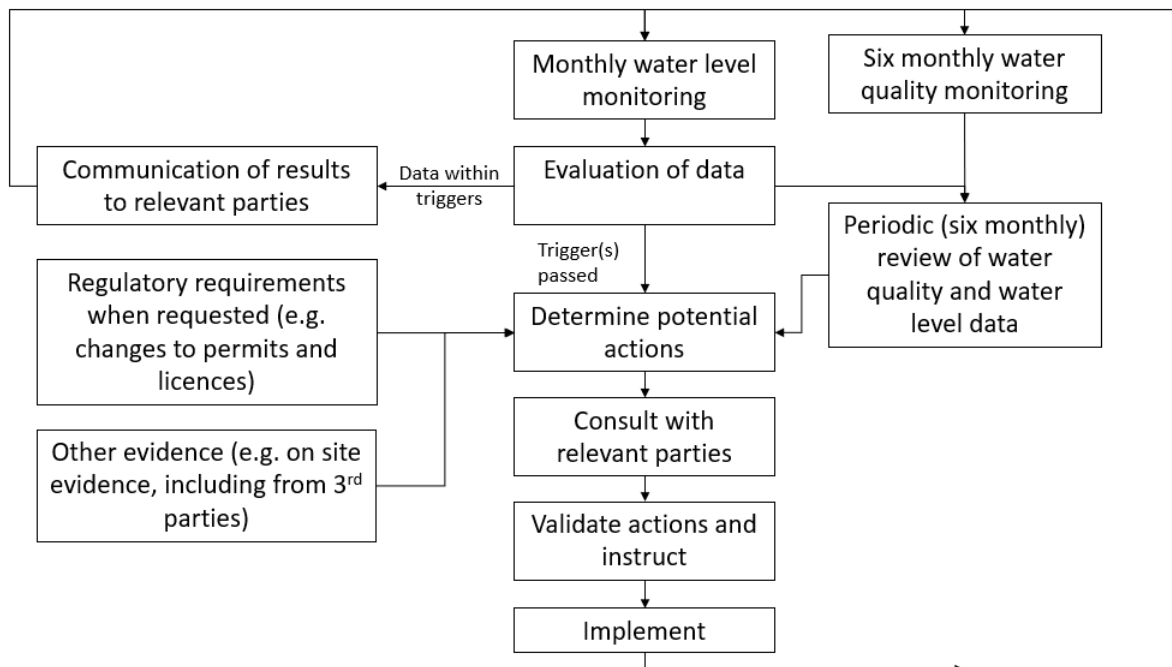 Monthly water level
monitoring
Six monthly water
quality monitoring
Communication of results
to relevant parties
Data within
triggers
Evaluation of data
Periodic (six monthly)
review of water
quality and water
level data
Trigger(s)
passed
Regulatory requirements
when requested (e.g.
changes to permits and
licences)
Determine potential
actions
Consult with
relevant parties
Other evidence (e.g. on site
evidence, including from 3rd
parties)
Validate actions and
instruct
Implement